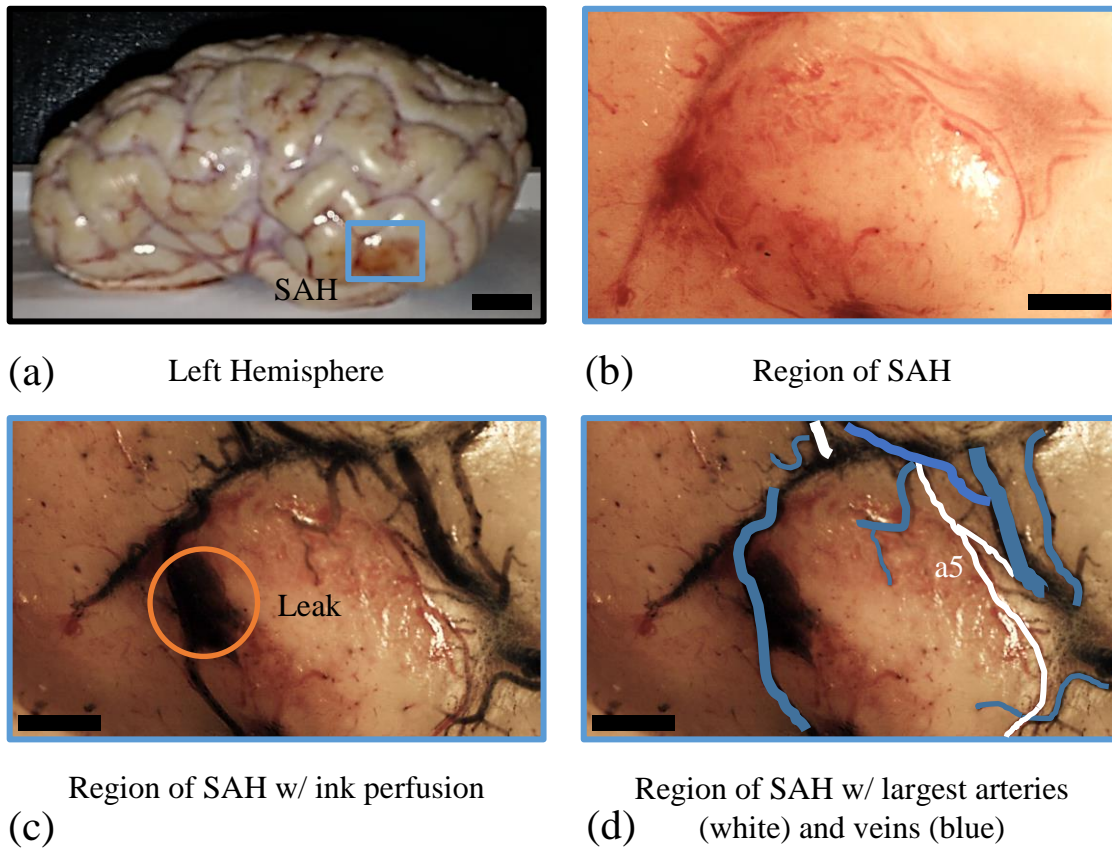 SAH
(a) Left Hemisphere
(b) Region of SAH
Leak
a5
Region of SAH w/ ink perfusion
(c)
Region of SAH w/ largest arteries
(d) (white) and veins (blue)